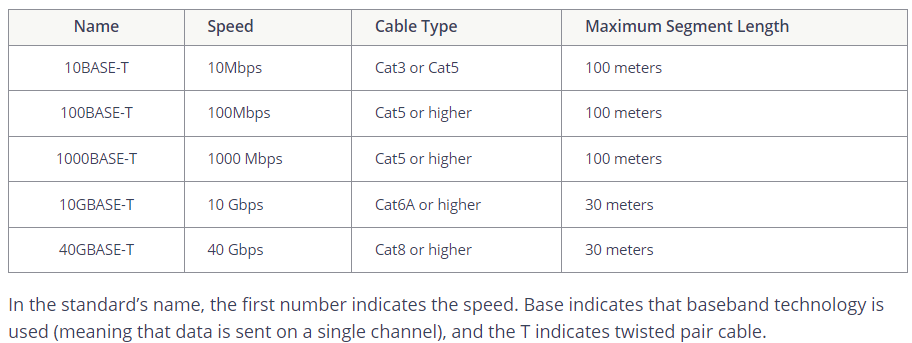 Name Speed Cable Type Maximum Segment Length
10BASE-T 10Mbps Cat3 or Cat5 100 meters
100BASE-T 100Mbps Cat5 or higher 100 meters
1000BASE-T 1000 Mbps Cat5 or higher 100 meters
10GBASE-T 10 Gbps Cat6A or higher 30 meters
40GBASE-T 40 Gbps Cat8 or higher 30 meters
In the standard’s name, the first number indicates the speed. Base indicates that baseband technology is
used (meaning that data is sent on a single channel), and the T indicates twisted pair cable.